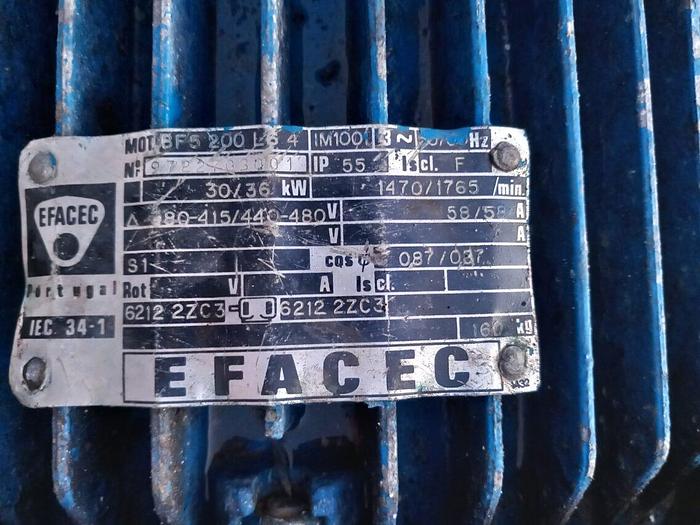 MOT. BF5 200 L 4 IM1001 3 ~ Hz
Nº IP 55 Iscl. F
30/36 kW 1470/1765 /min.
EFACEC
Δ 380-415/440-480 V 58/58 A
V A
S1 cos φ 0.87/0.87
Portugal
Rot V A Iscl.
6212 2ZC3 - 6212 2ZC3
IEC. 34-1
160 kg
EFACEC